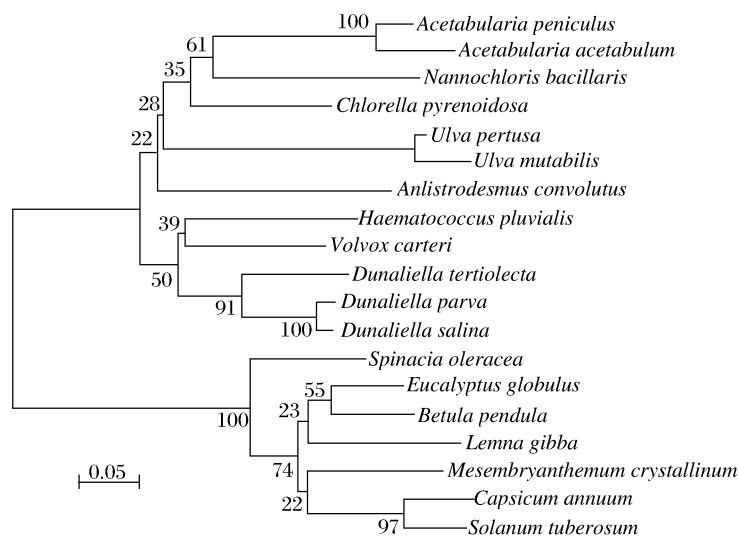 100 Acetabularia peniculus
61 Acetabularia acetabulum
35 Nannochloris bacillaris
28 Chlorella pyrenoidosa
22 Ulva pertusa
Ulva mutabilis
Anlistrodesmus convolutus
39 Haematococcus pluvialis
Volvox carteri
50 Dunaliella tertiolecta
91 Dunaliella parva
100 Dunaliella salina
Spinacia oleracea
55 Eucalyptus globulus
100 23 Betula pendula
Lemna gibba
0.05 74 Mesembryanthemum crystallinum
22 Capsicum annuum
97 Solanum tuberosum